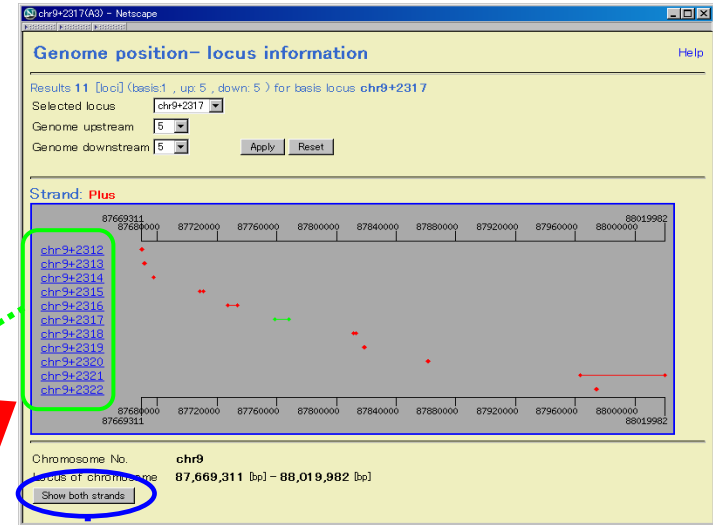 chr9+2317(A3) - Netscape
Genome position- locus information
Help
Results 11 [loci] (basis:1 , up: 5 , down: 5 ) for basis locus chr9+2317
Selected locus chr9+2317
Genome upstream 5
Genome downstream 5 Apply Reset
Strand: Plus
87669311 88019982
87680000 87720000 87760000 87800000 87840000 87880000 87920000 87960000 88000000
chr9+2312
chr9+2313
chr9+2314
chr9+2315
chr9+2316
chr9+2317
chr9+2318
chr9+2319
chr9+2320
chr9+2321
chr9+2322
87680000 87720000 87760000 87800000 87840000 87880000 87920000 87960000 88000000
87669311 88019982
Chromosome No. chr9
Locus of chromosome 87,669,311 [bp] - 88,019,982 [bp]
Show both strands